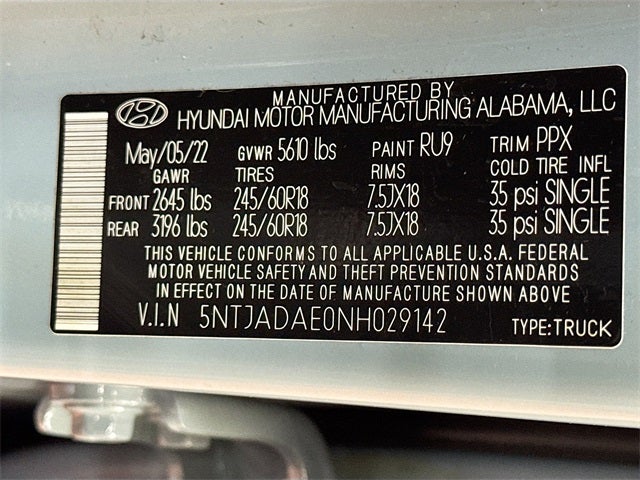 MANUFACTURED BY
HYUNDAI MOTOR MANUFACTURING ALABAMA, LLC
May/05/22 GVWR 5610 lbs PAINT RU9 TRIM PPX
GAWR TIRES RIMS COLD TIRE INFL
FRONT 2645 lbs 245/60R18 7.5JX18 35 psi SINGLE
REAR 3196 lbs 245/60R18 7.5JX18 35 psi SINGLE
THIS VEHICLE CONFORMS TO ALL APPLICABLE U.S.A. FEDERAL
MOTOR VEHICLE SAFETY AND THEFT PREVENTION STANDARDS
IN EFFECT ON THE DATE OF MANUFACTURE SHOWN ABOVE
V.I.N 5NTJADAE0NH029142 TYPE:TRUCK